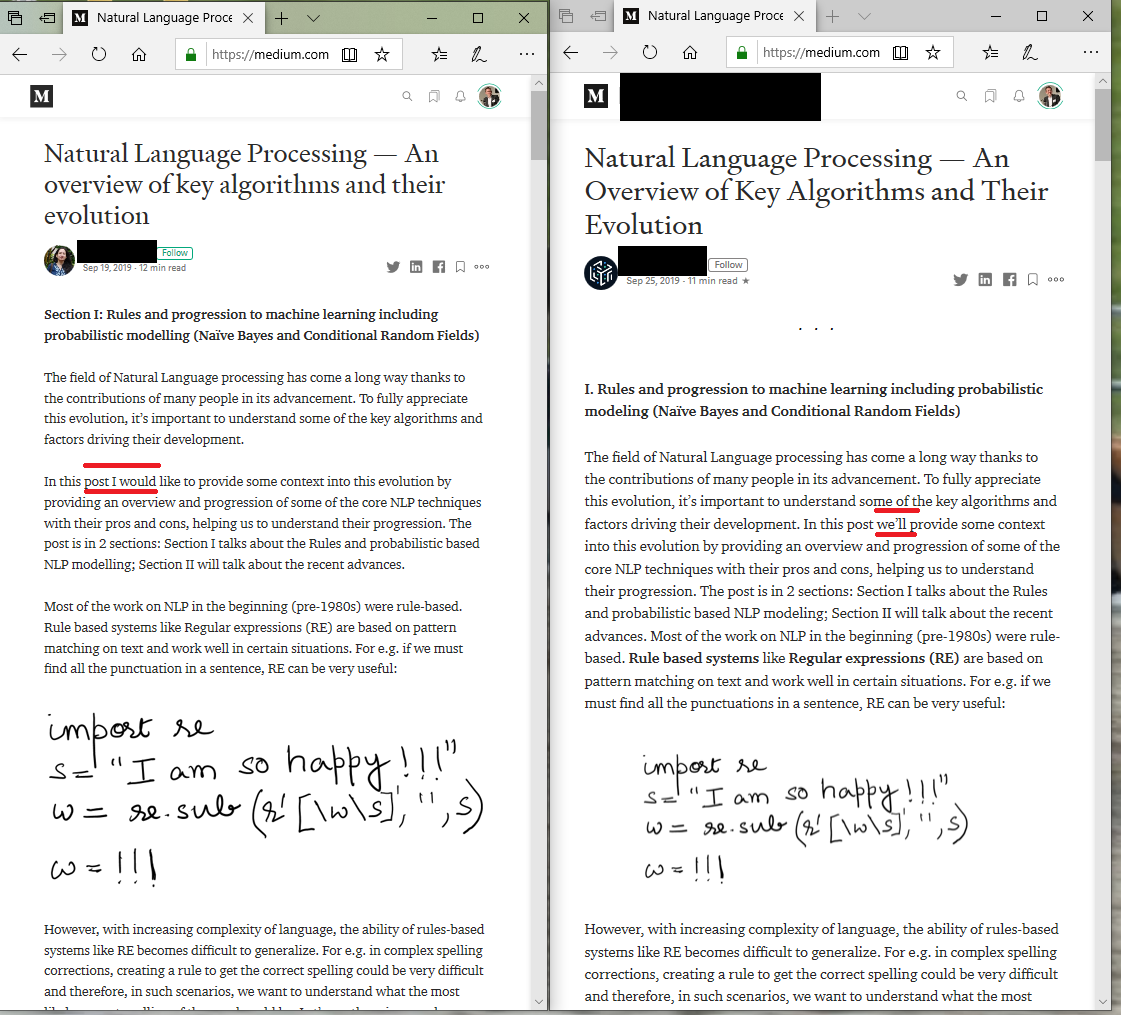 Natural Language Proce
https://medium.com
M
Natural Language Processing — An
overview of key algorithms and their
evolution
Follow
Sep 19, 2019 · 12 min read
Section I: Rules and progression to machine learning including
probabilistic modelling (Naïve Bayes and Conditional Random Fields)
The field of Natural Language processing has come a long way thanks to
the contributions of many people in its advancement. To fully appreciate
this evolution, it's important to understand some of the key algorithms and
factors driving their development.
In this post I would like to provide some context into this evolution by
providing an overview and progression of some of the core NLP techniques
with their pros and cons, helping us to understand their progression. The
post is in 2 sections: Section I talks about the Rules and probabilistic based
NLP modelling; Section II will talk about the recent advances.
Most of the work on NLP in the beginning (pre-1980s) were rule-based.
Rule based systems like Regular expressions (RE) are based on pattern
matching on text and work well in certain situations. For e.g. if we must
find all the punctuation in a sentence, RE can be very useful:
import re
s= "I am so happy!!!"
w = re.sub(r'[\w\s]','',s)
w = !!!
However, with increasing complexity of language, the ability of rules-based
systems like RE becomes difficult to generalize. For e.g. in complex spelling
corrections, creating a rule to get the correct spelling could be very difficult
and therefore, in such scenarios, we want to understand what the most
Natural Language Proce
https://medium.com
M
Natural Language Processing — An
Overview of Key Algorithms and Their
Evolution
Follow
Sep 25, 2019 · 11 min read ★
. . .
I. Rules and progression to machine learning including probabilistic
modeling (Naïve Bayes and Conditional Random Fields)
The field of Natural Language Processing has come a long way thanks to
the contributions of many people in its advancement. To fully appreciate
this evolution, it's important to understand some of the key algorithms and
factors driving their development. In this post we'll provide some context
into this evolution by providing an overview and progression of some of the
core NLP techniques with their pros and cons, helping us to understand
their progression. The post is in 2 sections: Section I talks about the Rules
and probabilistic based NLP modeling; Section II will talk about the recent
advances. Most of the work on NLP in the beginning (pre-1980s) were rule-
based. Rule based systems like Regular expressions (RE) are based on
pattern matching on text and work well in certain situations. For e.g. if we
must find all the punctuations in a sentence, RE can be very useful:
import re
s= "I am so happy!!!"
w = re.sub(r'[\w\s]','',s)
w = !!!
However, with increasing complexity of language, the ability of rules-based
systems like RE becomes difficult to generalize. For e.g. in complex spelling
corrections, creating a rule to get the correct spelling could be very difficult
and therefore, in such scenarios, we want to understand what the most